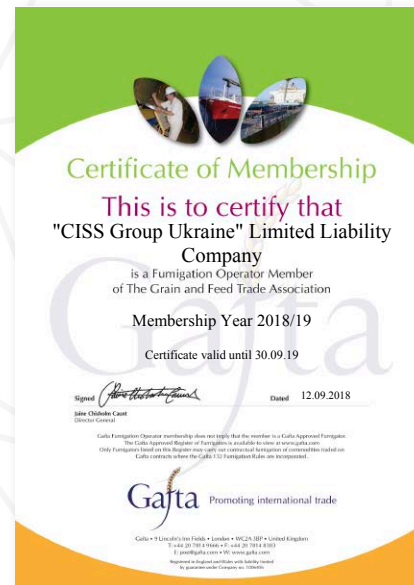 Certificate of Membership
This is to certify that
"CISS Group Ukraine" Limited Liability
Company
is a Fumigation Operator Member
of The Grain and Feed Trade Association
Membership Year 2018/19
Certificate valid until 30.09.19
Signed
Dated 12.09.2018
Director General
Gafta Fumigation Operator membership does not imply that the member is a Gafta Approved Fumigator.
The Gafta Approved Register of Fumigators is available to view at www.gafta.com
Only Fumigators listed on this Register may carry out contractual fumigation of commodities traded on
Gafta contracts where the Gafta 132 Fumigation Rules are incorporated.
Gafta Promoting international trade
Gafta • 9 Lincoln's Inn Fields • London • WC2A 3BP • United Kingdom
E: post@gafta.com • W: www.gafta.com
Registered in England and Wales with liability limited